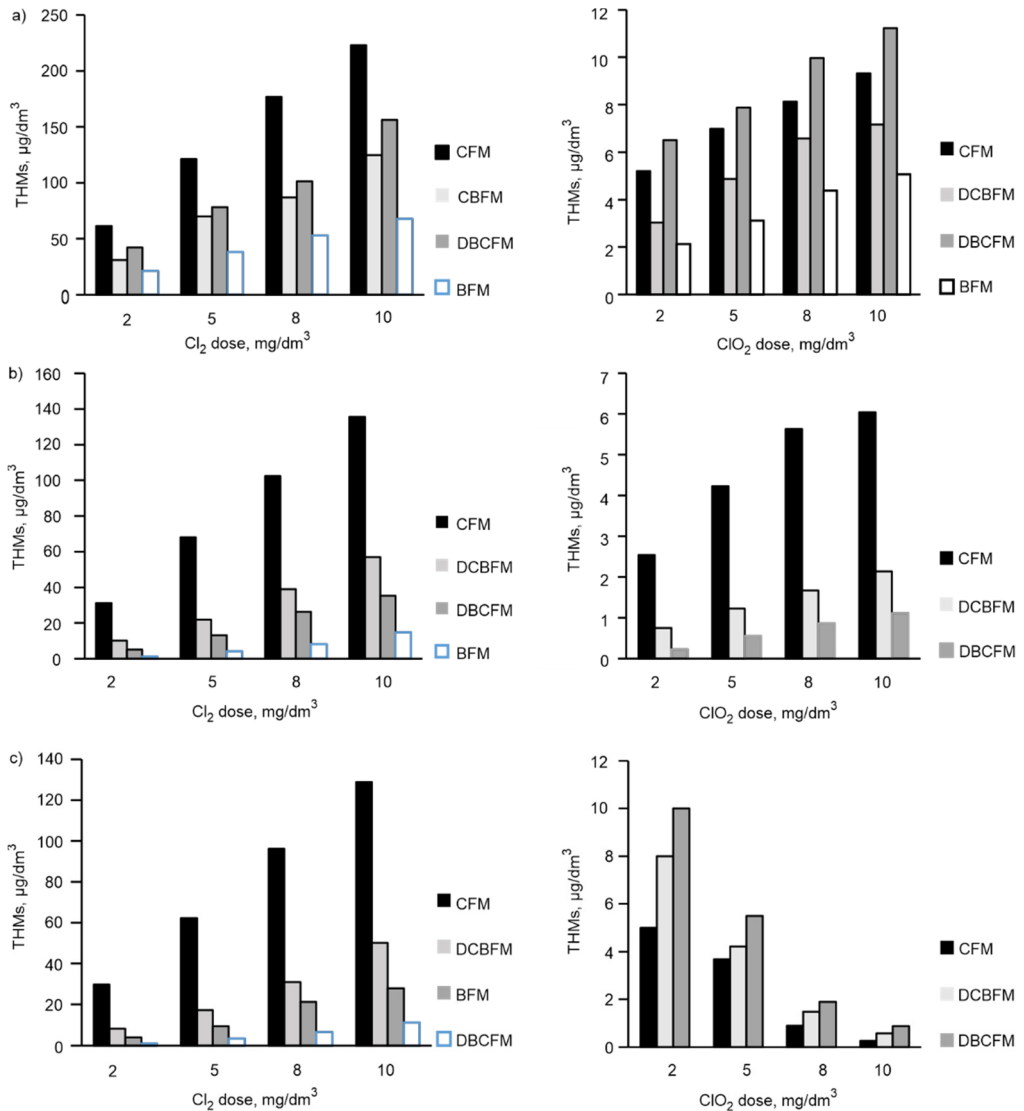 a)
250
200
150
100
50
0
THMs, µg/dm³
2 5 8 10
Cl₂ dose, mg/dm³
CFM
CBFM
DBCFM
BFM
12
10
8
6
4
2
0
THMs, µg/dm³
2 5 8 10
ClO₂ dose, mg/dm³
CFM
DCBFM
DBCFM
BFM
b)
160
140
120
100
80
60
40
20
0
THMs, µg/dm³
2 5 8 10
Cl₂ dose, mg/dm³
CFM
DCBFM
DBCFM
BFM
7
6
5
4
3
2
1
0
THMs, µg/dm³
2 5 8 10
ClO₂ dose, mg/dm³
CFM
DCBFM
DBCFM
c)
140
120
100
80
60
40
20
0
THMs, µg/dm³
2 5 8 10
Cl₂ dose, mg/dm³
CFM
DCBFM
BFM
DBCFM
12
10
8
6
4
2
0
THMs, µg/dm³
2 5 8 10
ClO₂ dose, mg/dm³
CFM
DCBFM
DBCFM